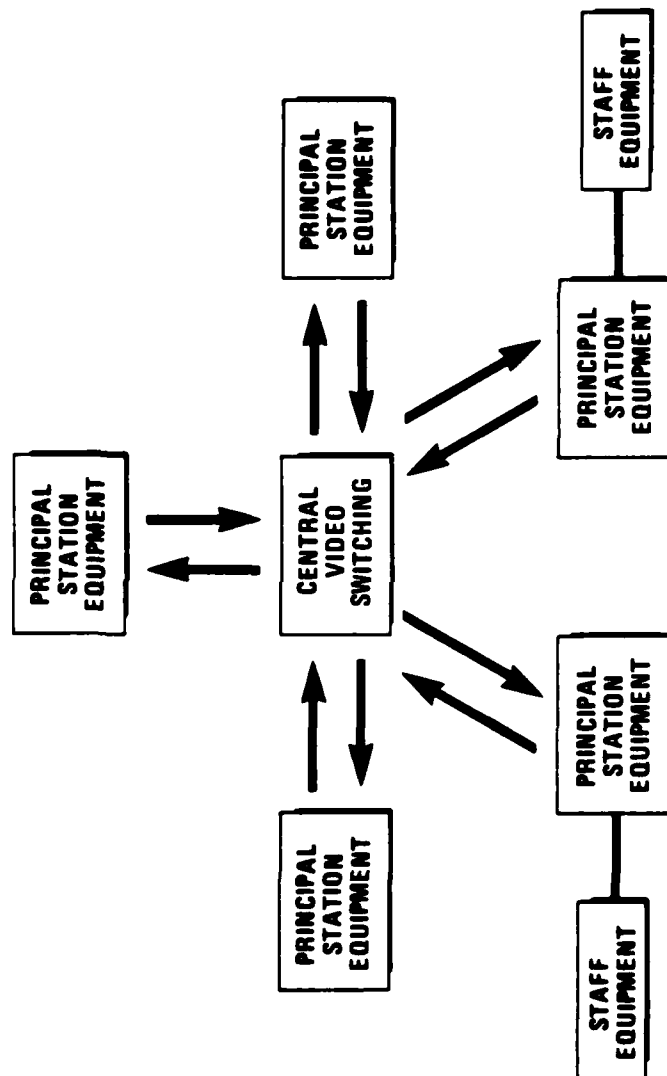 PRINCIPAL
STATION
EQUIPMENT
PRINCIPAL
STATION
EQUIPMENT
CENTRAL
VIDEO
SWITCHING
PRINCIPAL
STATION
EQUIPMENT
STAFF
EQUIPMENT
PRINCIPAL
STATION
EQUIPMENT
PRINCIPAL
STATION
EQUIPMENT
STAFF
EQUIPMENT